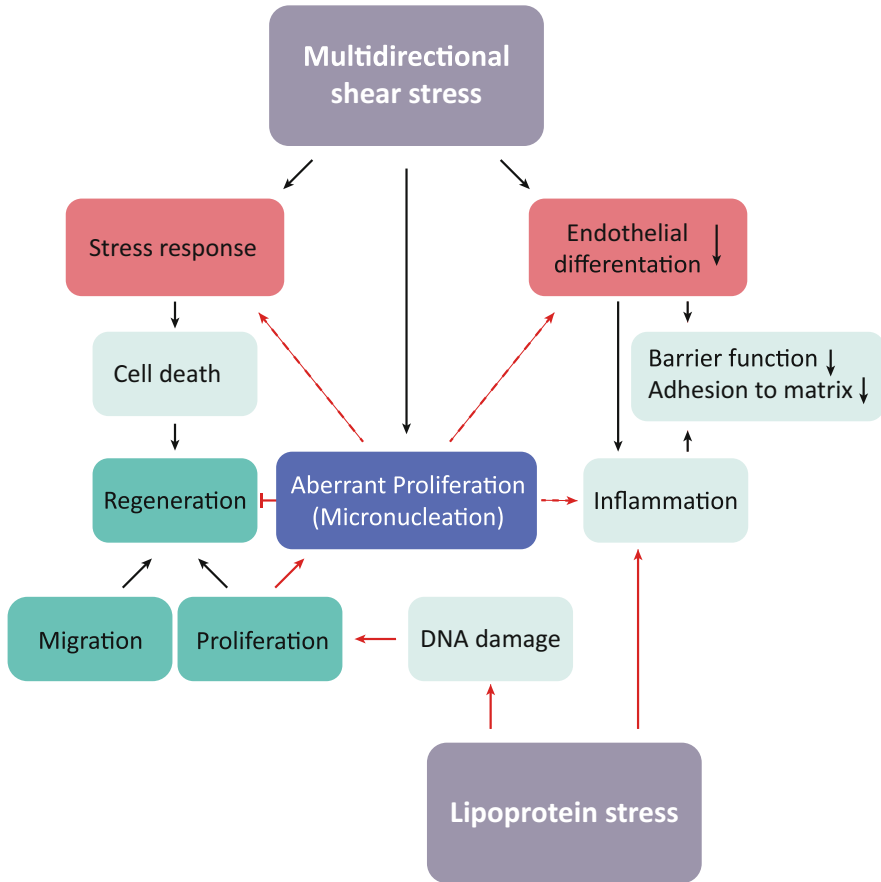 Multidirectional
shear stress
Stress response
Endothelial
differentation
Cell death
Barrier function
Adhesion to matrix
Regeneration
Aberrant Proliferation
(Micronucleation)
Inflammation
Migration
Proliferation
DNA damage
Lipoprotein stress